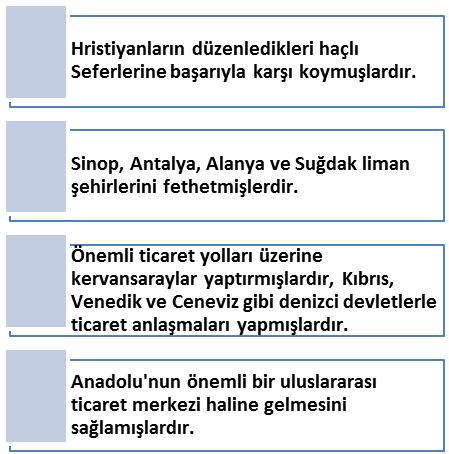 Hristiyanların düzenledikleri haçlı
Seferlerine başarıyla karşı koymuşlardır.
Sinop, Antalya, Alanya ve Suğdak liman
şehirlerini fethetmişlerdir.
Önemli ticaret yolları üzerine
kervansaraylar yaptırmışlardır, Kıbrıs,
Venedik ve Ceneviz gibi denizci devletlerle
ticaret anlaşmaları yapmışlardır.
Anadolu'nun önemli bir uluslararası
ticaret merkezi haline gelmesini
sağlamışlardır.